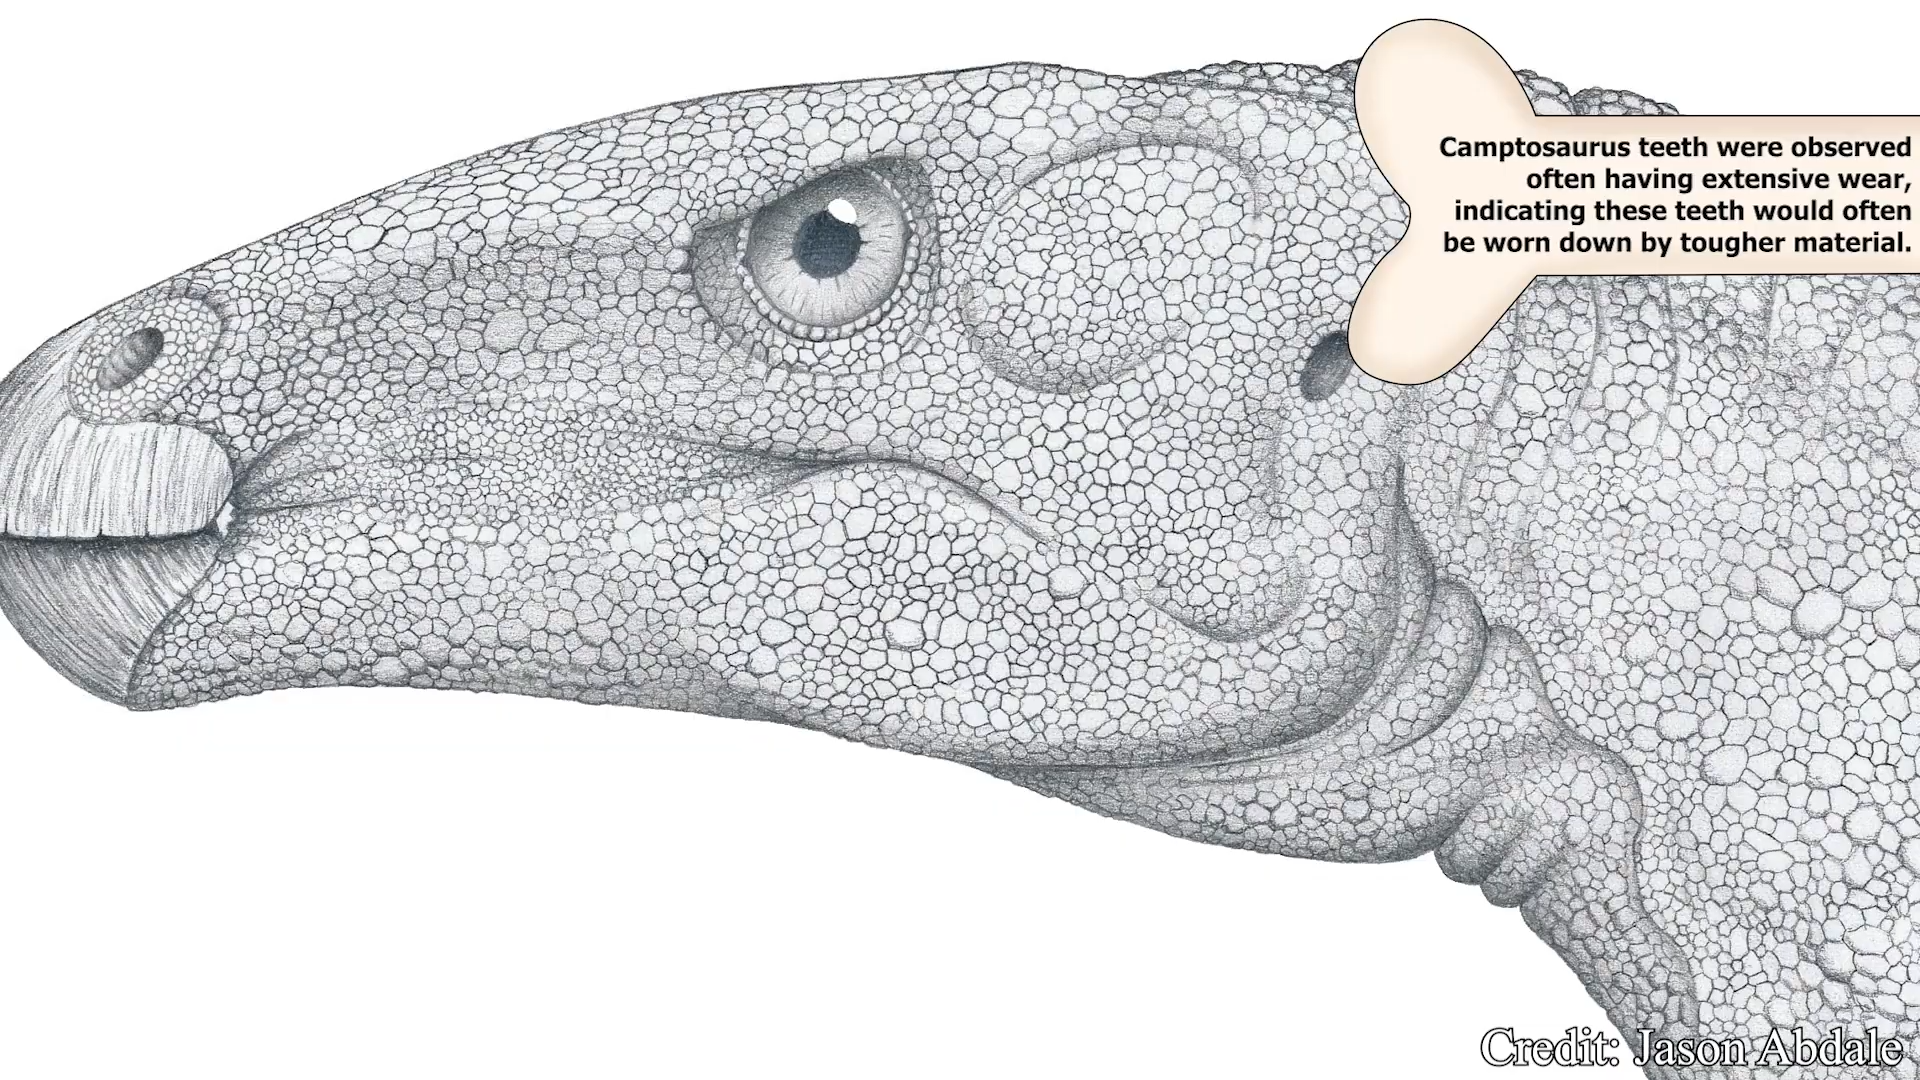 Camptosaurus teeth were observed
often having extensive wear,
indicating these teeth would often
be worn down by tougher material.
Credit: Jason Abdale